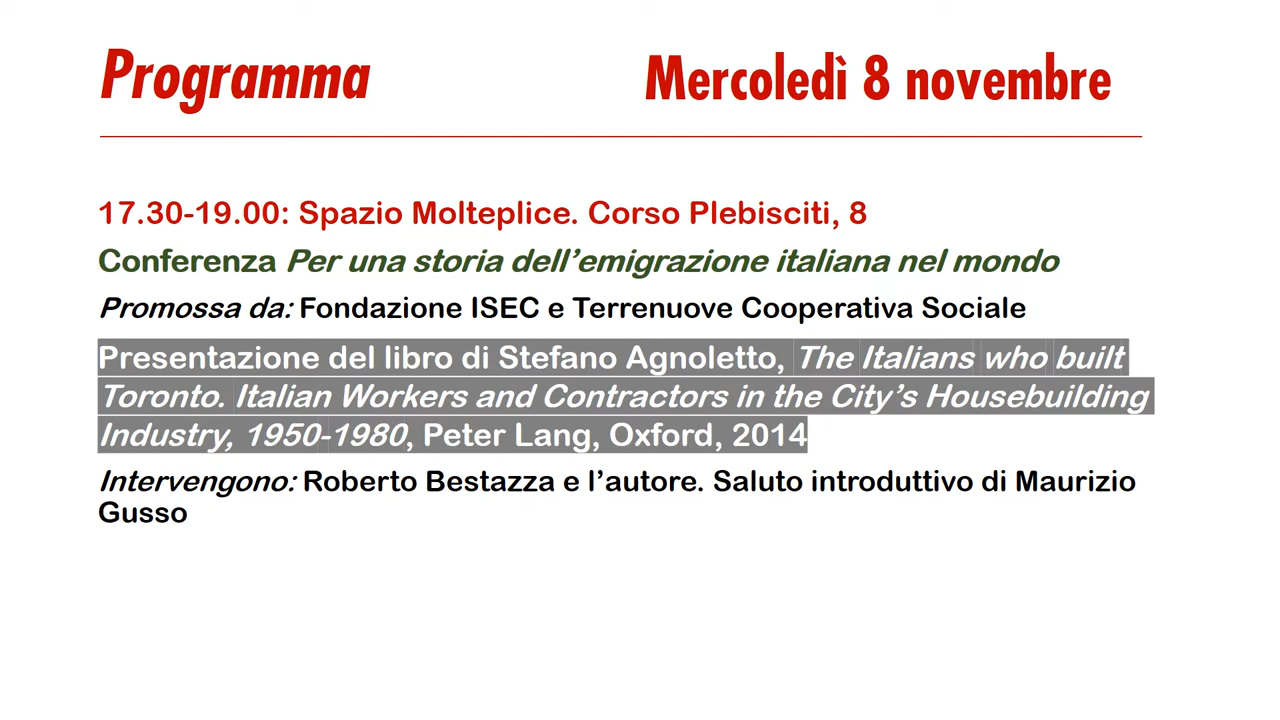 Programma
Mercoledì 8 novembre
17.30-19.00: Spazio Molteplice. Corso Plebisciti, 8
Conferenza Per una storia dell’emigrazione italiana nel mondo
Promossa da: Fondazione ISEC e Terrenuove Cooperativa Sociale
Presentazione del libro di Stefano Agnoletto, The Italians who built
Toronto. Italian Workers and Contractors in the City’s Housebuilding
Industry, 1950-1980, Peter Lang, Oxford, 2014
Intervengono: Roberto Bestazza e l’autore. Saluto introduttivo di Maurizio
Gusso